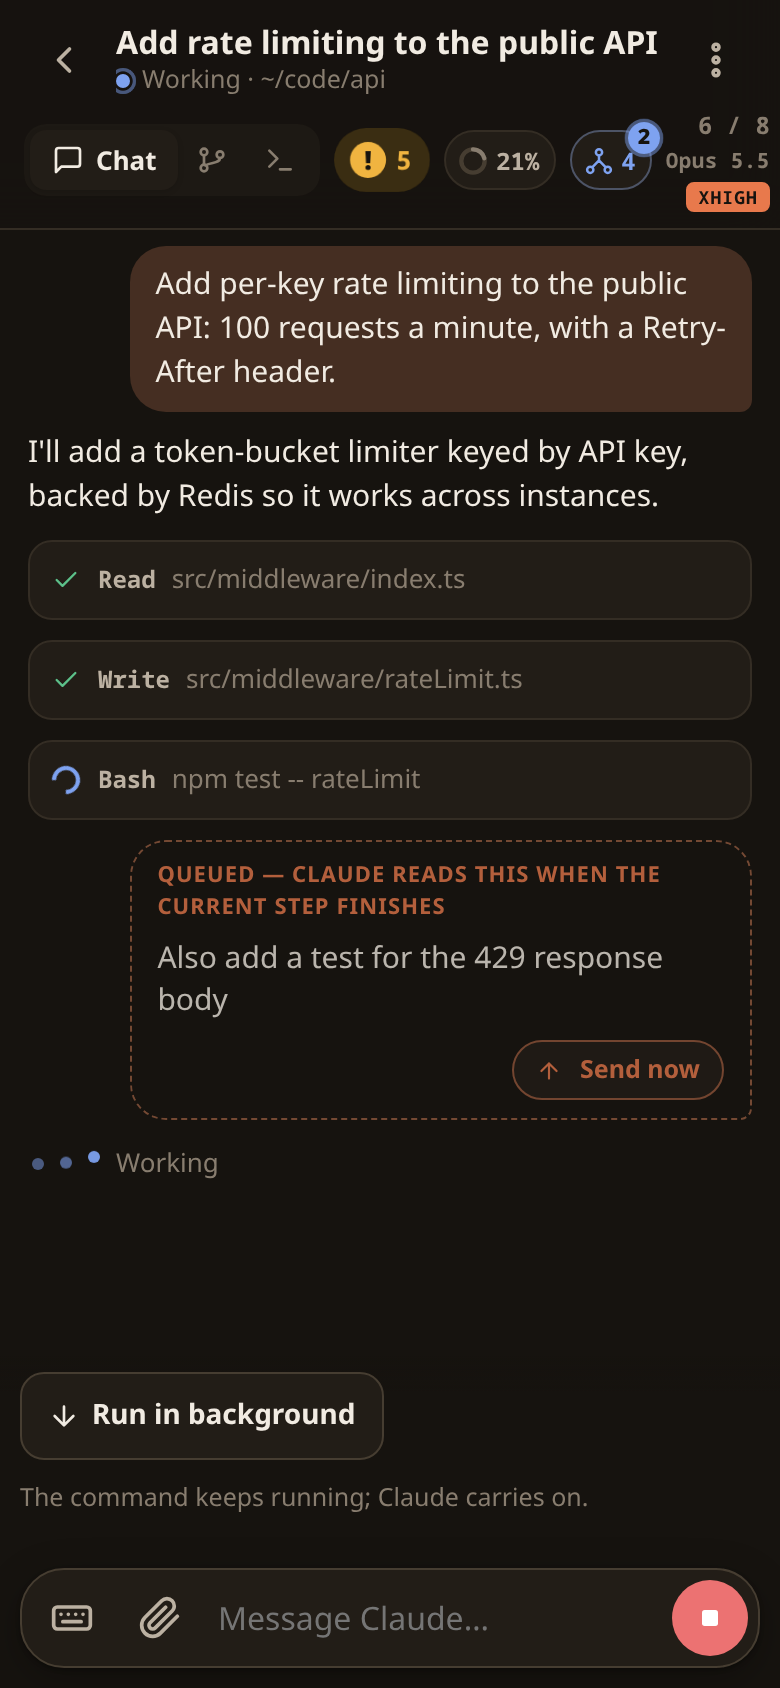 Add rate limiting to the public API
Working · ~/code/api
Chat
! 5
21%
4
2
6 / 8
Opus 5.5
XHIGH
Add per-key rate limiting to the public
API: 100 requests a minute, with a Retry-
After header.
I'll add a token-bucket limiter keyed by API key,
backed by Redis so it works across instances.
Read src/middleware/index.ts
Write src/middleware/rateLimit.ts
Bash npm test -- rateLimit
QUEUED — CLAUDE READS THIS WHEN THE
CURRENT STEP FINISHES
Also add a test for the 429 response
body
Send now
Working
Run in background
The command keeps running; Claude carries on.
Message Claude…